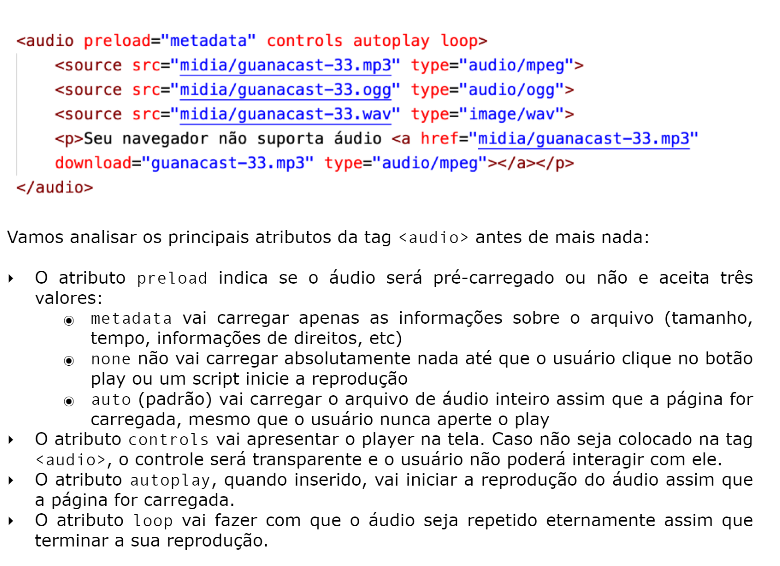 <audio preload="metadata" controls autoplay loop>
<source src="midia/guanacast-33.mp3" type="audio/mpeg">
<source src="midia/guanacast-33.ogg" type="audio/ogg">
<source src="midia/guanacast-33.wav" type="image/wav">
<p>Seu navegador não suporta áudio <a href="midia/guanacast-33.mp3"
download="guanacast-33.mp3" type="audio/mpeg"></a></p>
</audio>
Vamos analisar os principais atributos da tag <audio> antes de mais nada:
‣ O atributo preload indica se o áudio será pré-carregado ou não e aceita três
valores:
◉ metadata vai carregar apenas as informações sobre o arquivo (tamanho,
tempo, informações de direitos, etc)
◉ none não vai carregar absolutamente nada até que o usuário clique no botão
play ou um script inicie a reprodução
◉ auto (padrão) vai carregar o arquivo de áudio inteiro assim que a página for
carregada, mesmo que o usuário nunca aperte o play
‣ O atributo controls vai apresentar o player na tela. Caso não seja colocado na tag
<audio>, o controle será transparente e o usuário não poderá interagir com ele.
‣ O atributo autoplay, quando inserido, vai iniciar a reprodução do áudio assim que
a página for carregada.
‣ O atributo loop vai fazer com que o áudio seja repetido eternamente assim que
terminar a sua reprodução.